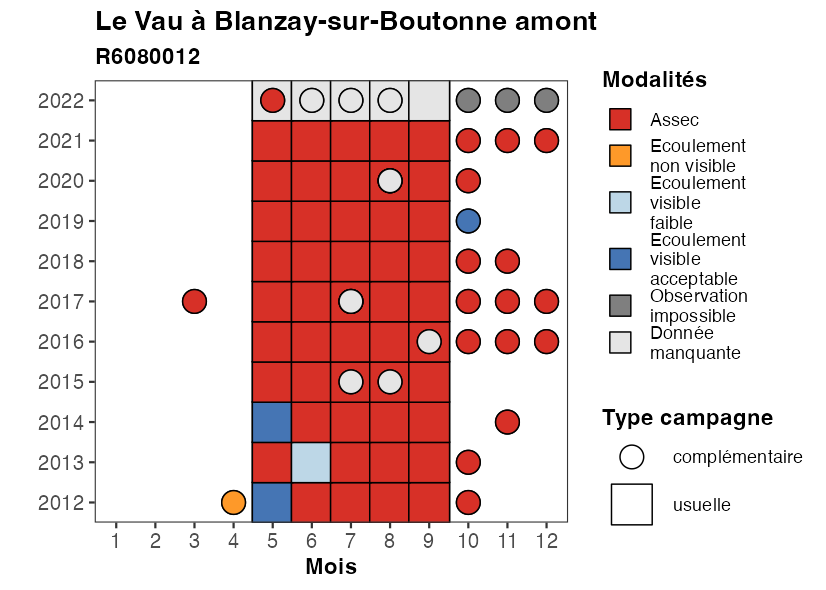 Le Vau à Blanzay-sur-Boutonne amont
R6080012
2022
2021
2020
2019
2018
2017
2016
2015
2014
2013
2012
1 2 3 4 5 6 7 8 9 10 11 12
Mois
Modalités
Assec
Ecoulement
non visible
Ecoulement
visible
faible
Ecoulement
visible
acceptable
Observation
impossible
Donnée
manquante
Type campagne
complémentaire
usuelle